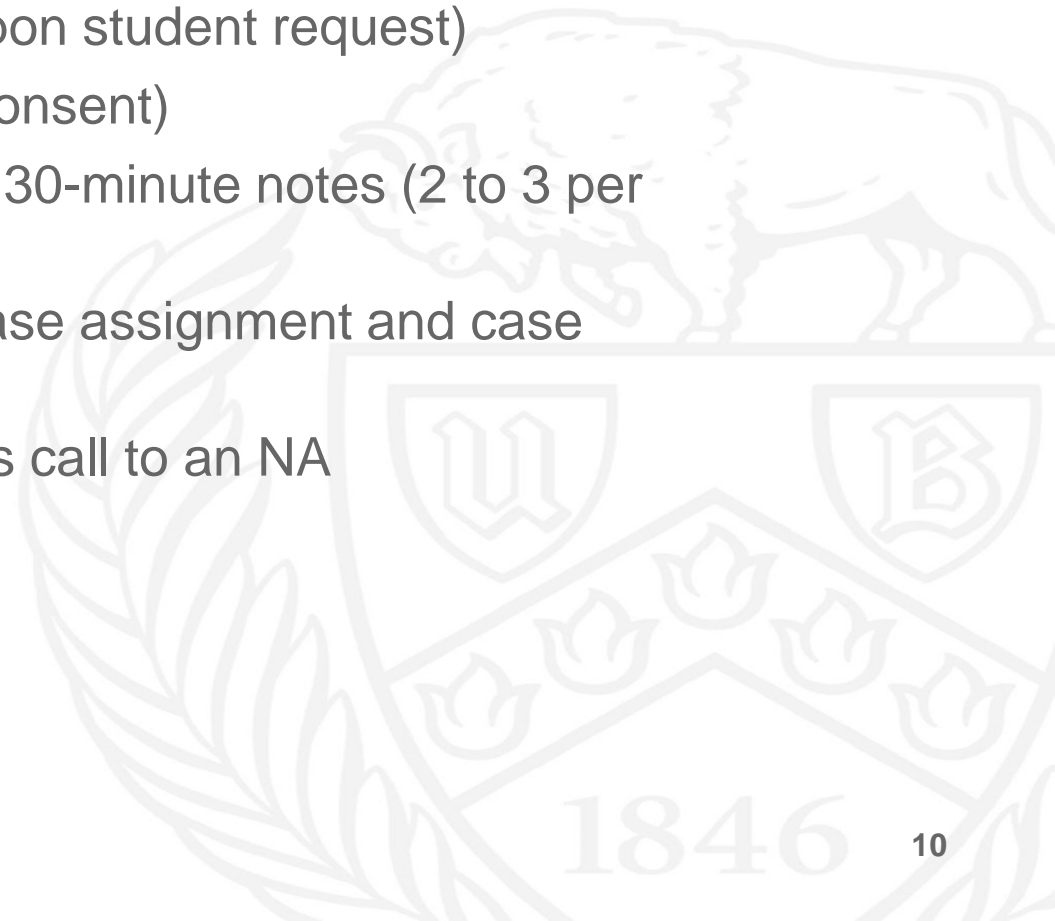 oon student request)
onsent)
30-minute notes (2 to 3 per
ase assignment and case
s call to an NA
U B
1846
10